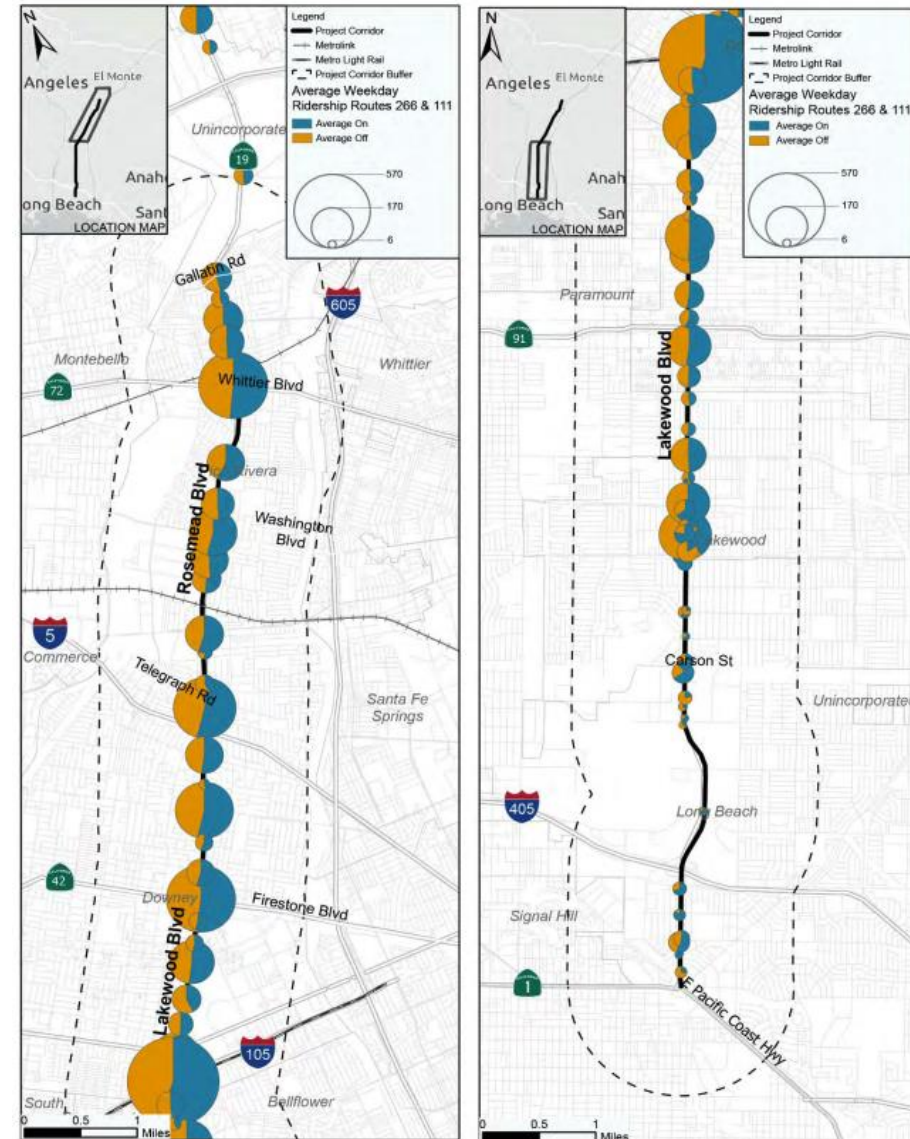 N
Angeles
El Monte
Anah
ong Beach
Sant
LOCATION MAP
Legend
Project Corridor
Metrolink
Metro Light Rail
Project Corridor Buffer
Average Weekday
Ridership Routes 266 & 111
Average On
Average Off
570
170
6
Unincorporate
19
Gallatin Rd
605
Montebello
Whittier
72
Whittier Blvd
Rivera
Rosemead Blvd
Washington
Blvd
5
Commerce
Telegraph Rd
Santa Fe
Springs
42
Downey
Firestone Blvd
Lakewood Blvd
105
South
Bellflower
0 0.5 1
Miles
N
Angeles
El Monte
Anah
ong Beach
San
LOCATION MAP
Legend
Project Corridor
Metrolink
Metro Light Rail
Project Corridor Buffer
Average Weekday
Ridership Routes 266 & 111
Average On
Average Off
570
170
6
Paramount
91
Lakewood Blvd
akewood
Carson St
Unincorporated
405
Long Beach
Signal Hill
1
E Pacific Coast Hwy
0 0.5 1
Miles